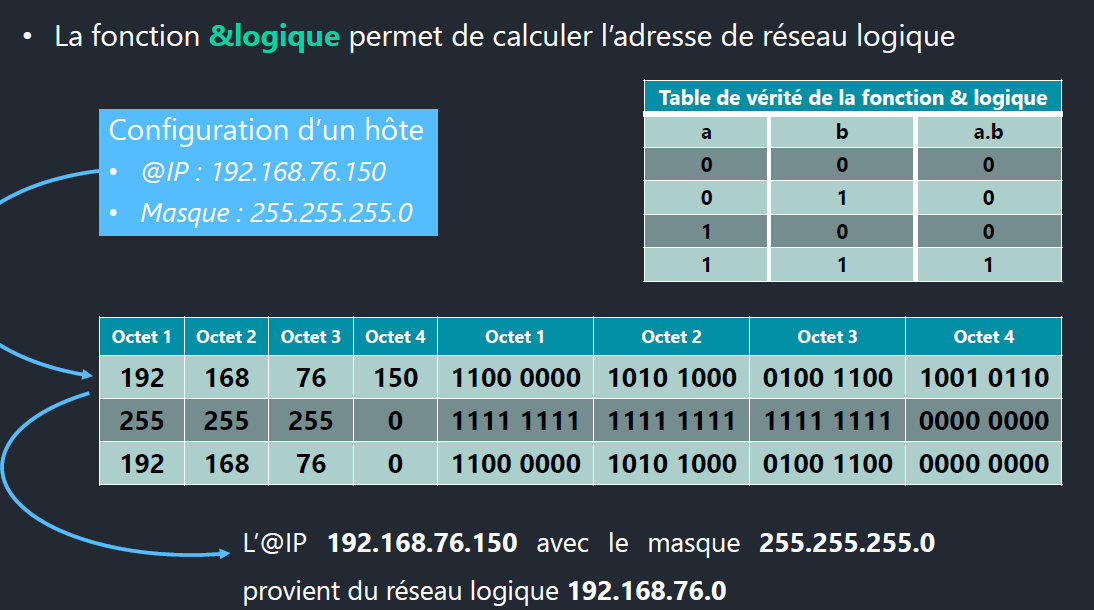 • La fonction &logique permet de calculer l’adresse de réseau logique
Configuration d’un hôte
• @IP : 192.168.76.150
• Masque : 255.255.255.0
Table de vérité de la fonction & logique
a b a.b
0 0 0
0 1 0
1 0 0
1 1 1
Octet 1 Octet 2 Octet 3 Octet 4 Octet 1 Octet 2 Octet 3 Octet 4
192 168 76 150 1100 0000 1010 1000 0100 1100 1001 0110
255 255 255 0 1111 1111 1111 1111 1111 1111 0000 0000
192 168 76 0 1100 0000 1010 1000 0100 1100 0000 0000
L’@IP 192.168.76.150 avec le masque 255.255.255.0
provient du réseau logique 192.168.76.0